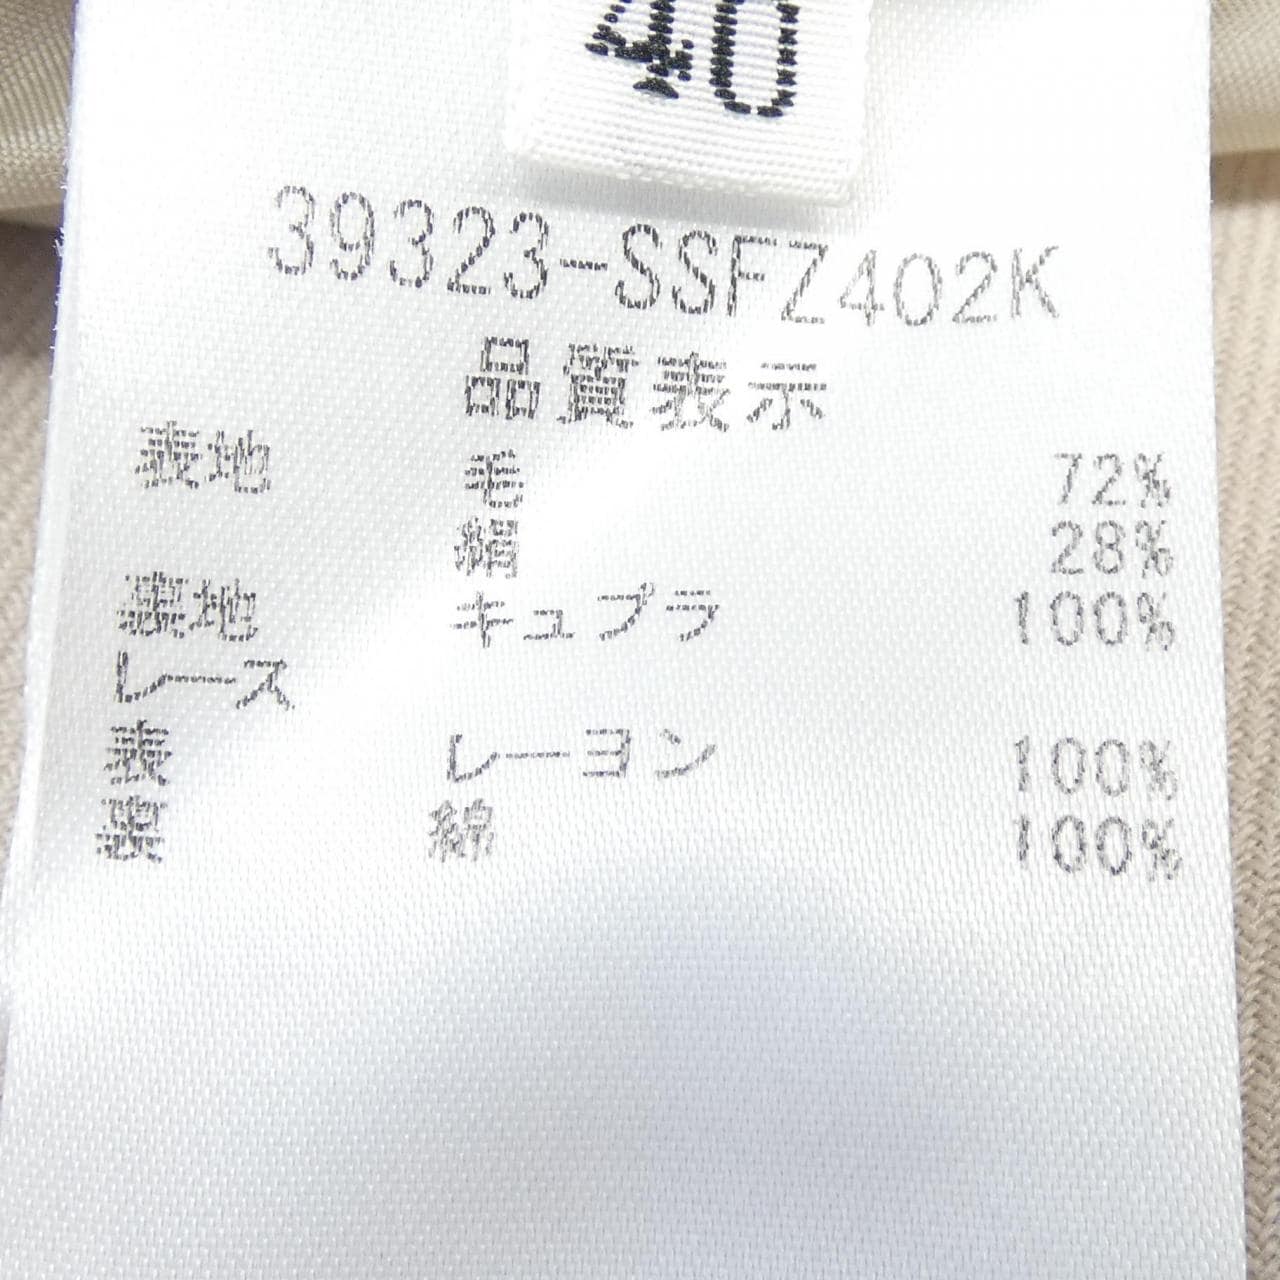 40
39323-SSFZ402K
品質表示
表地 毛 72%
絹 28%
裏地 キュプラ 100%
レース
表 レーヨン 100%
裏 綿 100%